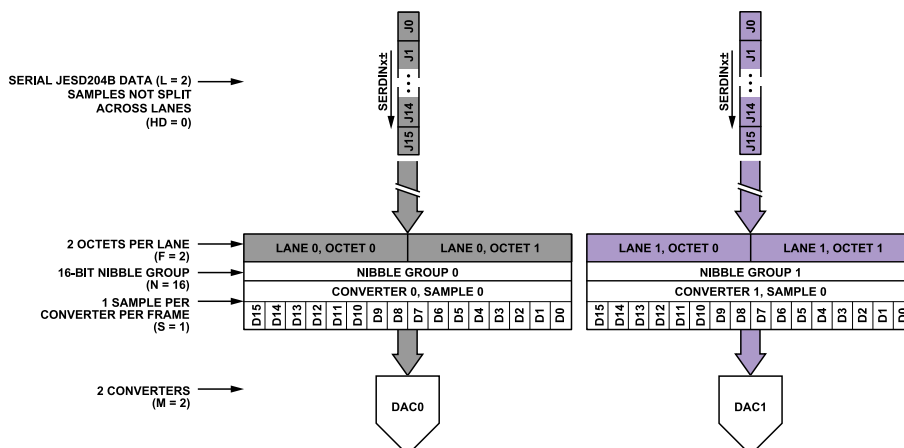 SERIAL JESD204B DATA (L = 2)
SAMPLES NOT SPLIT
ACROSS LANES
(HD = 0)
SERDINx±
J0
J1
...
J14
J15
SERDINx±
J0
J1
...
J14
J15
2 OCTETS PER LANE
(F = 2)
LANE 0, OCTET 0
LANE 0, OCTET 1
LANE 1, OCTET 0
LANE 1, OCTET 1
16-BIT NIBBLE GROUP
(N = 16)
NIBBLE GROUP 0
NIBBLE GROUP 1
1 SAMPLE PER
CONVERTER PER FRAME
(S = 1)
CONVERTER 0, SAMPLE 0
CONVERTER 1, SAMPLE 0
D15 D14 D13 D12 D11 D10 D9 D8 D7 D6 D5 D4 D3 D2 D1 D0
D15 D14 D13 D12 D11 D10 D9 D8 D7 D6 D5 D4 D3 D2 D1 D0
2 CONVERTERS
(M = 2)
DAC0
DAC1